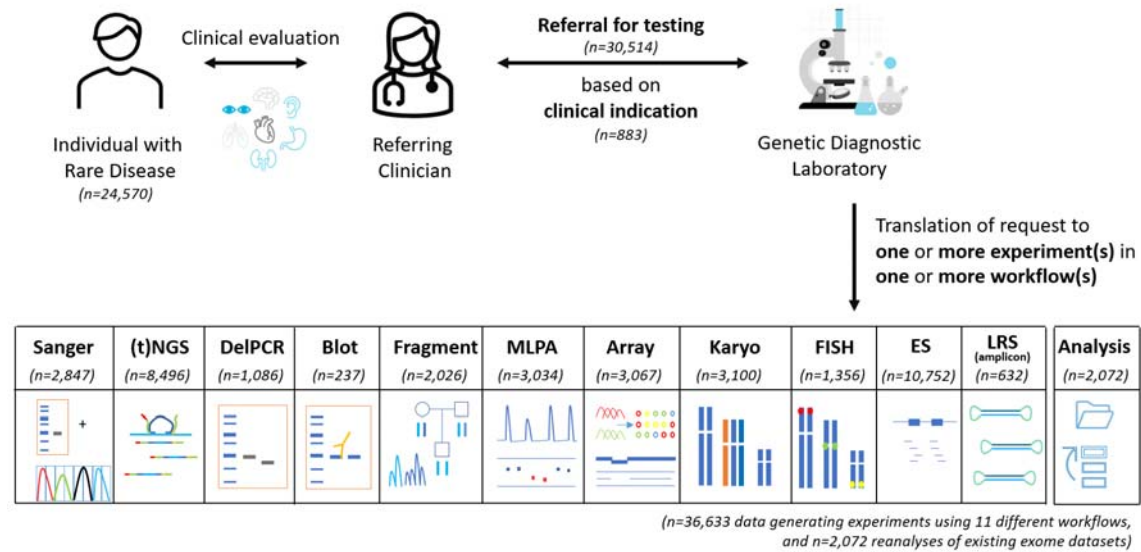 Clinical evaluation
Individual with
Rare Disease
(n=24,570)
Referring
Clinician
Referral for testing
(n=30,514)
based on
clinical indication
(n=883)
Genetic Diagnostic
Laboratory
Translation of request to
one or more experiment(s) in
one or more workflow(s)
Sanger
(n=2,847)
(t)NGS
(n=8,496)
DelPCR
(n=1,086)
Blot
(n=237)
Fragment
(n=2,026)
MLPA
(n=3,034)
Array
(n=3,067)
Karyo
(n=3,100)
FISH
(n=1,356)
ES
(n=10,752)
LRS
(amplicon)
(n=632)
Analysis
(n=2,072)
+
(n=36,633 data generating experiments using 11 different workflows,
and n=2,072 reanalyses of existing exome datasets)